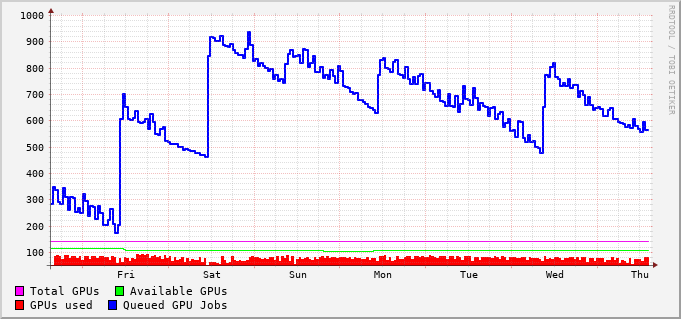 1000
900
800
700
600
500
400
300
200
100
Fri Sat Sun Mon Tue Wed Thu
Total GPUs Available GPUs
GPUs used Queued GPU Jobs
RRDTOOL / TOBI OETIKER